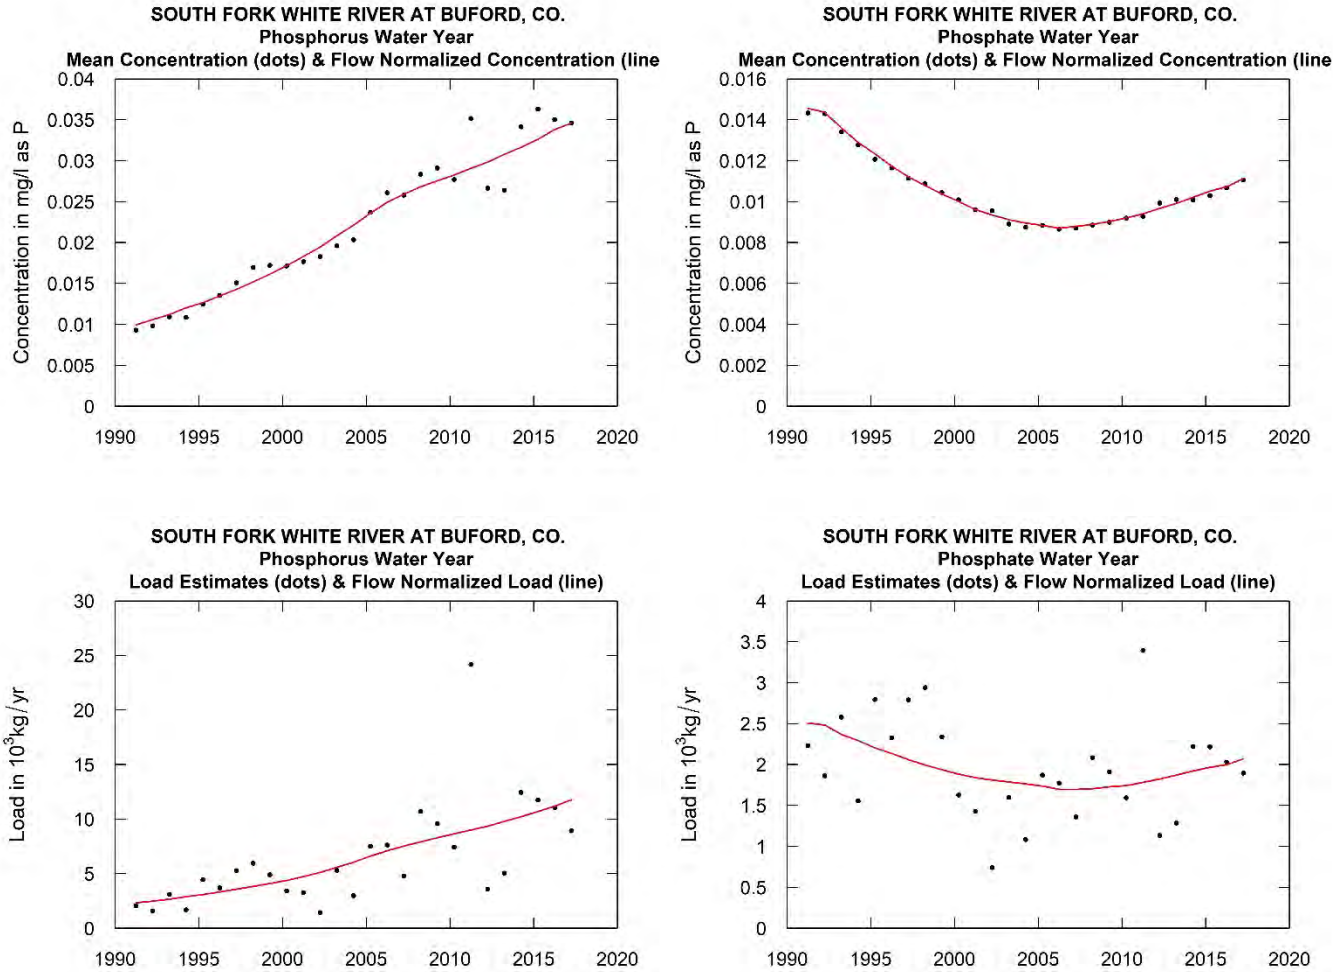 SOUTH FORK WHITE RIVER AT BUFORD, CO.
Phosphorus Water Year
Mean Concentration (dots) & Flow Normalized Concentration (line
Concentration in mg/l as P
0.04
0.035
0.03
0.025
0.02
0.015
0.01
0.005
0
1990 1995 2000 2005 2010 2015 2020
SOUTH FORK WHITE RIVER AT BUFORD, CO.
Phosphate Water Year
Mean Concentration (dots) & Flow Normalized Concentration (line
Concentration in mg/l as P
0.016
0.014
0.012
0.01
0.008
0.006
0.004
0.002
0
1990 1995 2000 2005 2010 2015 2020
SOUTH FORK WHITE RIVER AT BUFORD, CO.
Phosphorus Water Year
Load Estimates (dots) & Flow Normalized Load (line)
Load in 10³kg/yr
30
25
20
15
10
5
0
1990 1995 2000 2005 2010 2015 2020
SOUTH FORK WHITE RIVER AT BUFORD, CO.
Phosphate Water Year
Load Estimates (dots) & Flow Normalized Load (line)
Load in 10³kg/yr
4
3.5
3
2.5
2
1.5
1
0.5
0
1990 1995 2000 2005 2010 2015 2020